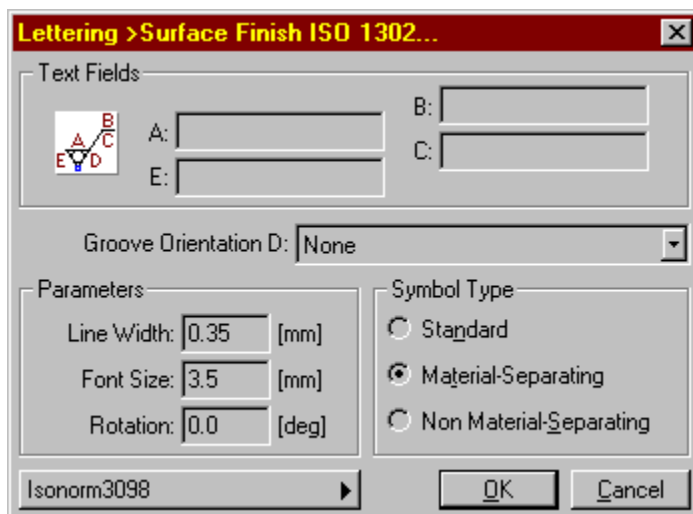 Lettering >Surface Finish ISO 1302...
Text Fields
B
A C
E D
A:
B:
E:
C:
Groove Orientation D: None
Parameters
Line Width: 0.35 [mm]
Font Size: 3.5 [mm]
Rotation: 0.0 [deg]
Symbol Type
Standard
Material-Separating
Non Material-Separating
Isonorm3098
OK
Cancel